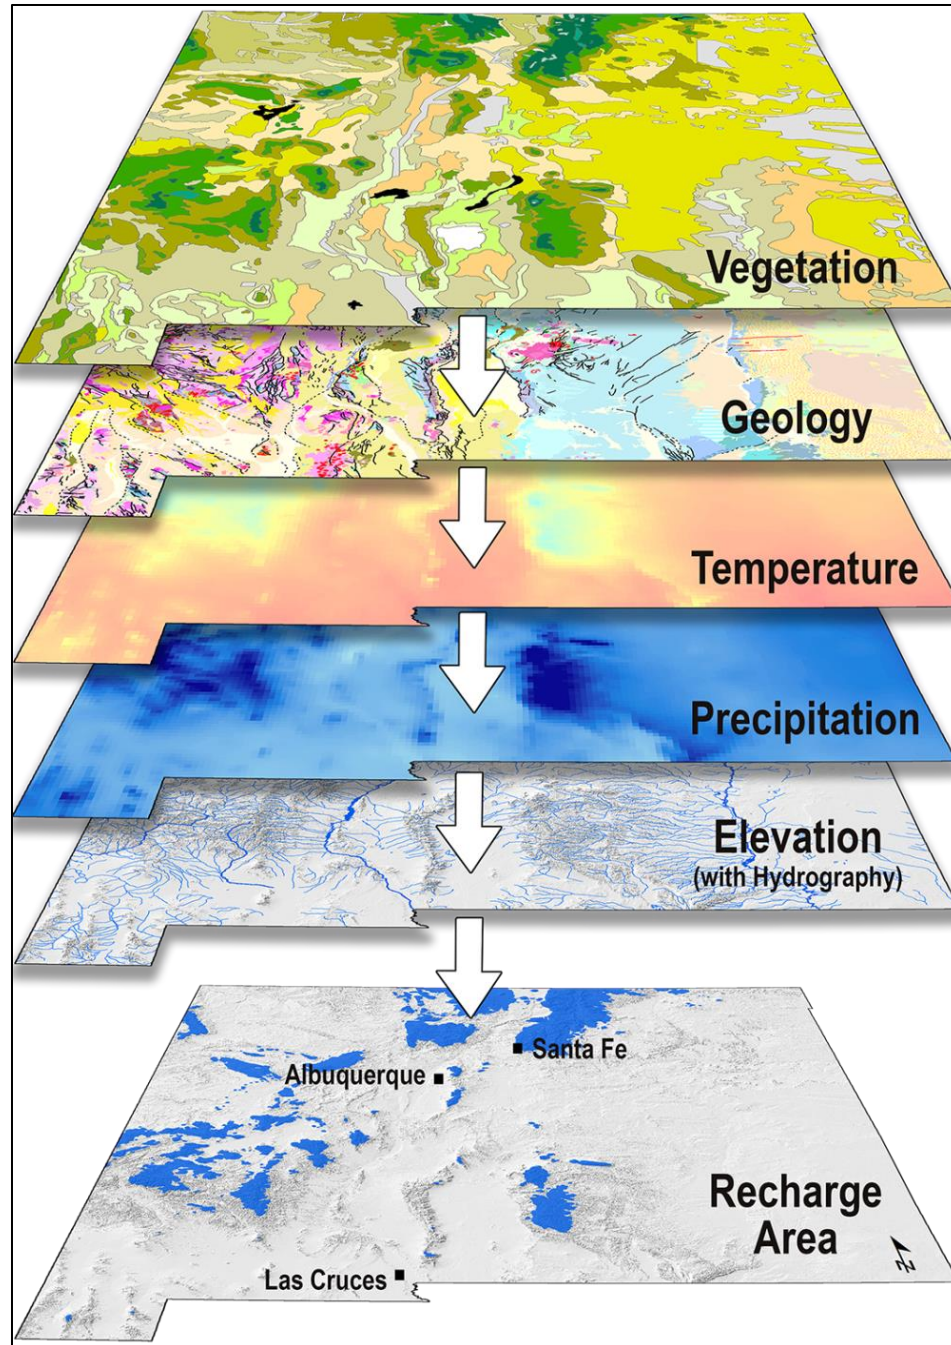 Vegetation
Geology
Temperature
Precipitation
Elevation
(with Hydrography)
Santa Fe
Albuquerque
Recharge
Area
Las Cruces
N